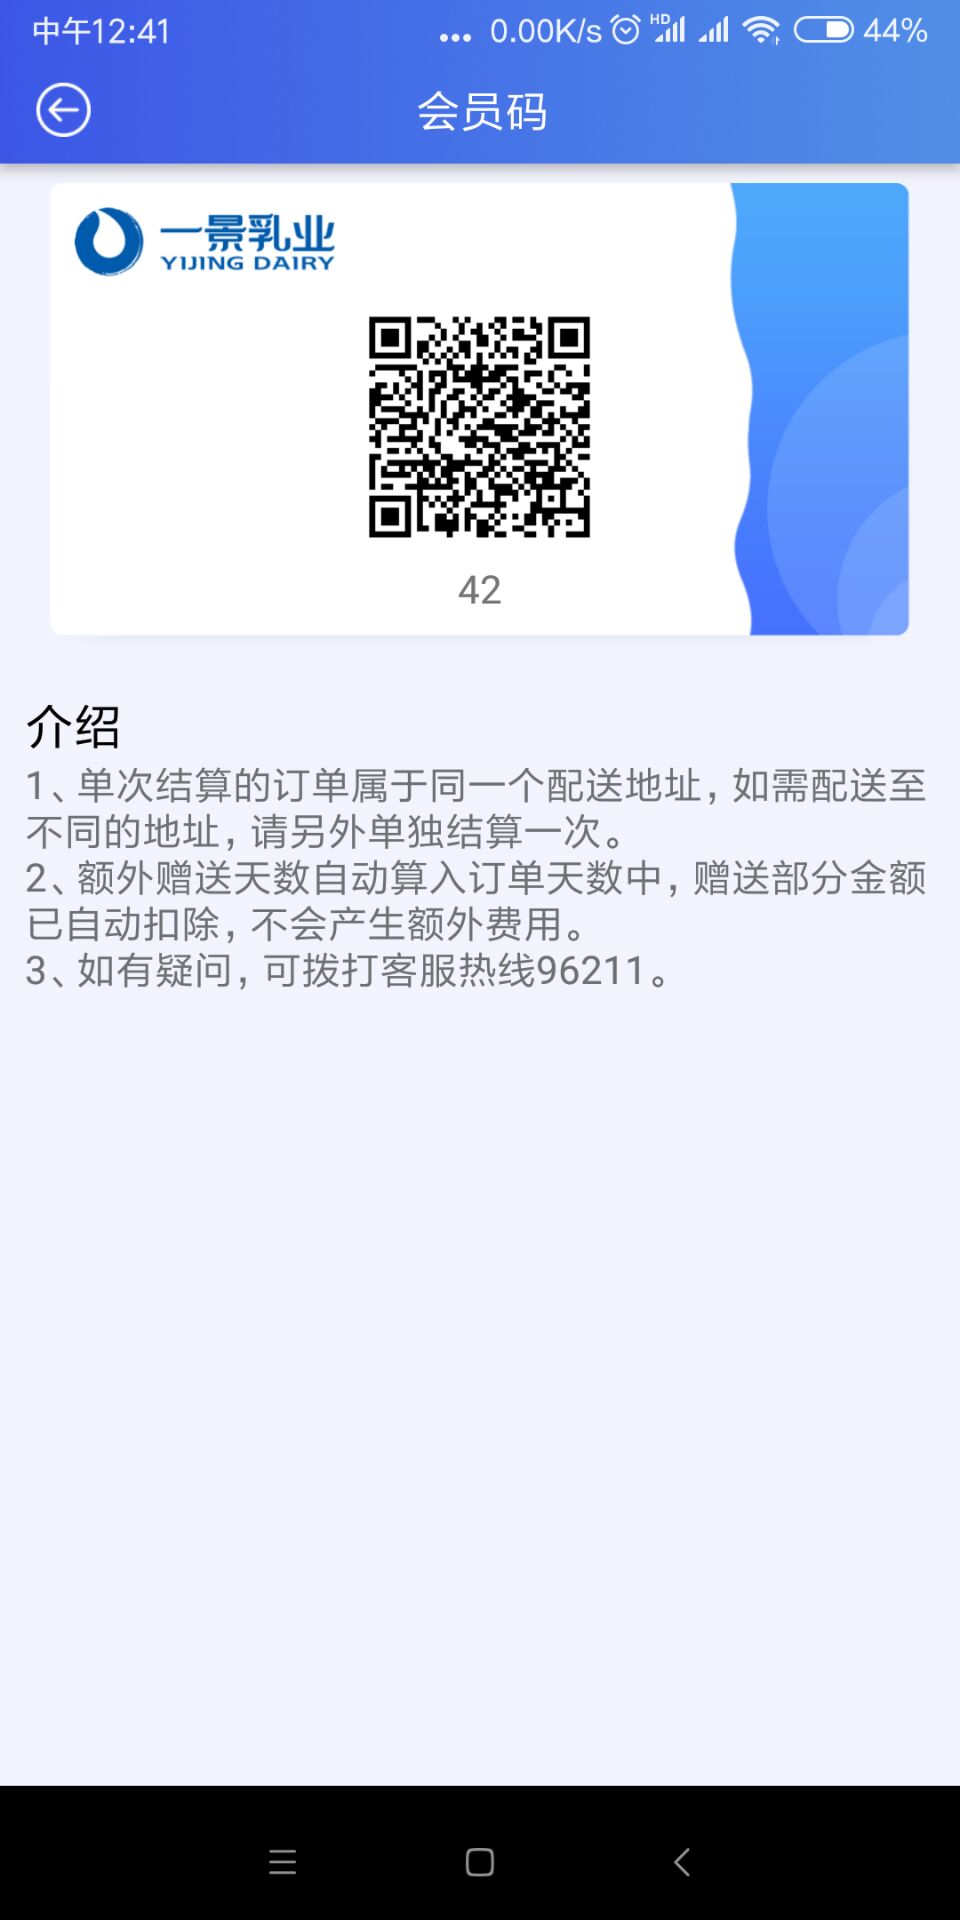 中午12:41
... 0.00K/s HD 44%
会员码
一景乳业
YIJING DAIRY
42
介绍
1、单次结算的订单属于同一个配送地址，如需配送至
不同的地址，请另外单独结算一次。
2、额外赠送天数自动算入订单天数中，赠送部分金额
已自动扣除，不会产生额外费用。
3、如有疑问，可拨打客服热线96211。